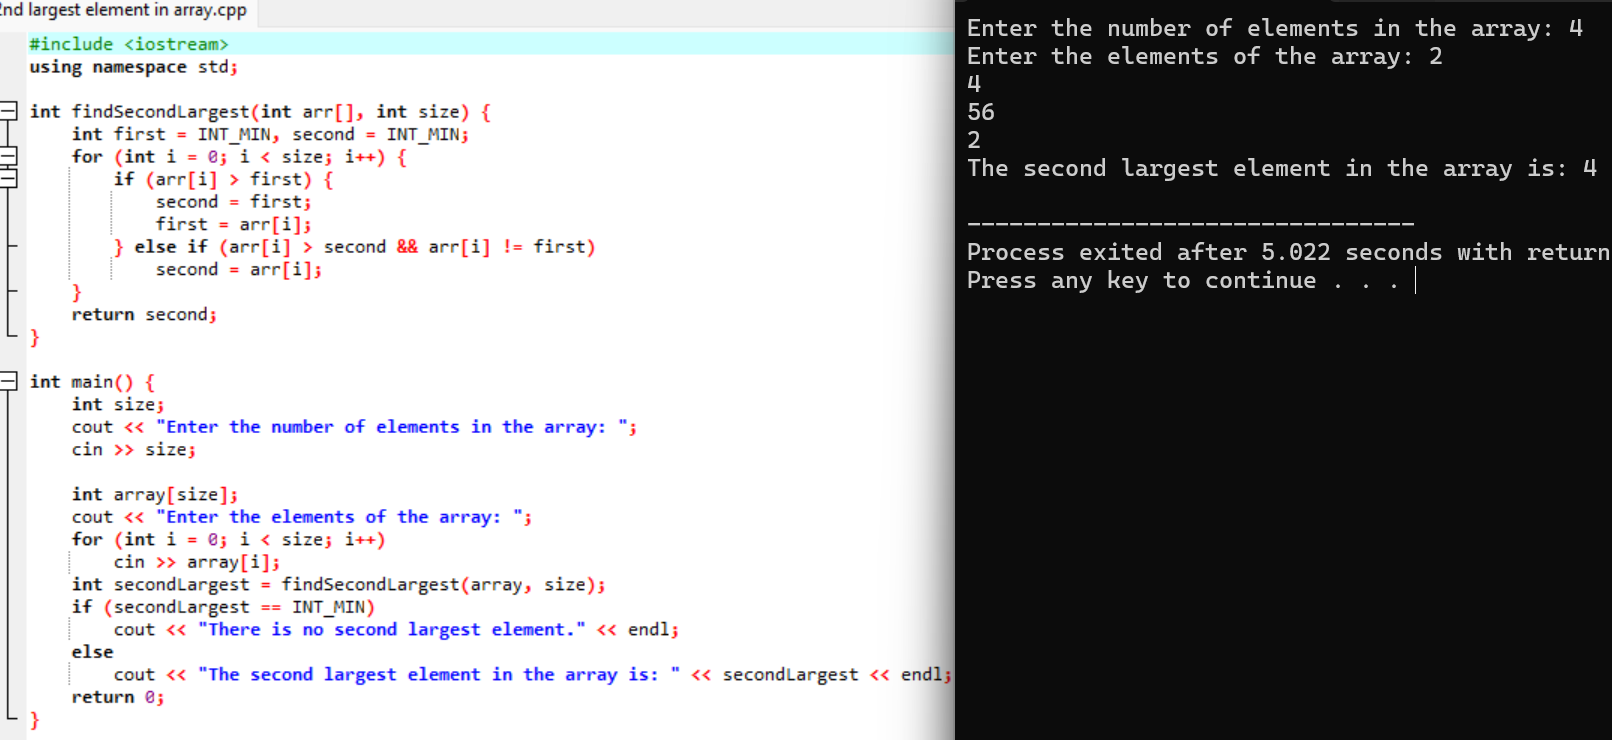 2nd largest element in array.cpp
#include <iostream>
using namespace std;
int findSecondLargest(int arr[], int size) {
int first = INT_MIN, second = INT_MIN;
for (int i = 0; i < size; i++) {
if (arr[i] > first) {
second = first;
first = arr[i];
} else if (arr[i] > second && arr[i] != first)
second = arr[i];
}
return second;
}
int main() {
int size;
cout << "Enter the number of elements in the array: ";
cin >> size;
int array[size];
cout << "Enter the elements of the array: ";
for (int i = 0; i < size; i++)
cin >> array[i];
int secondLargest = findSecondLargest(array, size);
if (secondLargest == INT_MIN)
cout << "There is no second largest element." << endl;
else
cout << "The second largest element in the array is: " << secondLargest << endl;
return 0;
}
Enter the number of elements in the array: 4
Enter the elements of the array: 2
4
56
2
The second largest element in the array is: 4
--------------------------------
Process exited after 5.022 seconds with return
Press any key to continue . . .